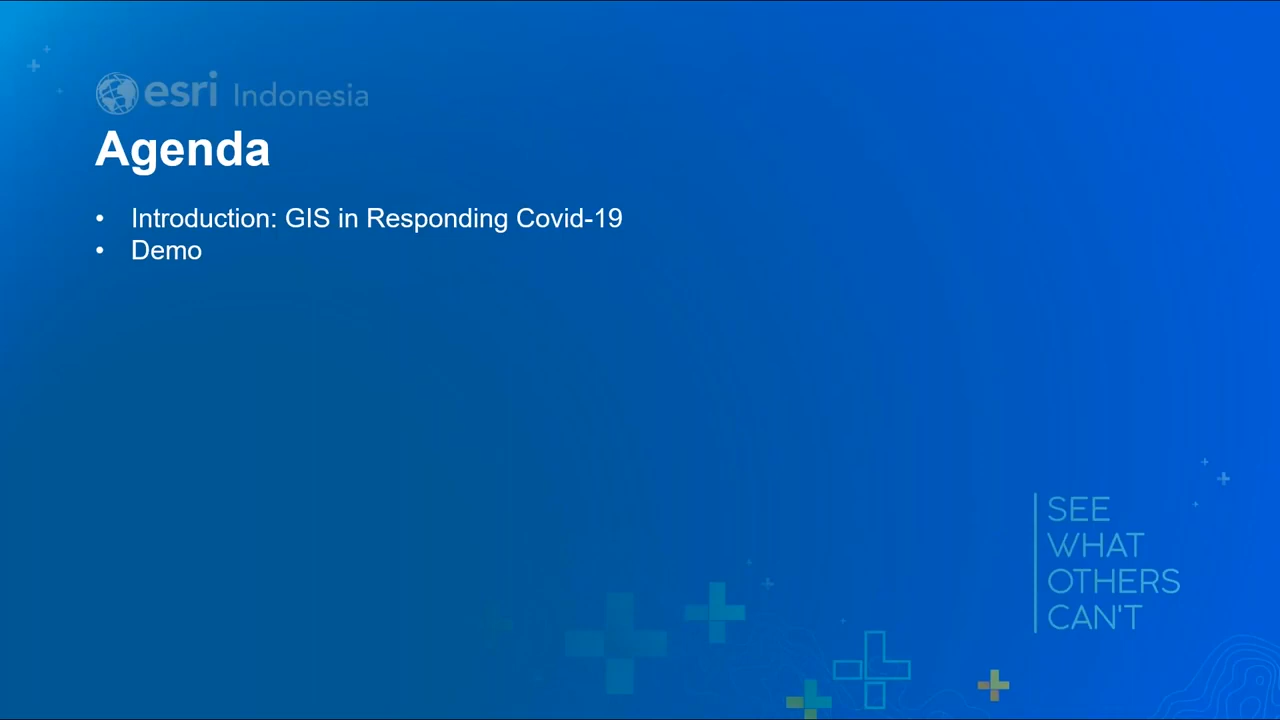 esri Indonesia
Agenda
• Introduction: GIS in Responding Covid-19
• Demo
SEE
WHAT
OTHERS
CAN'T